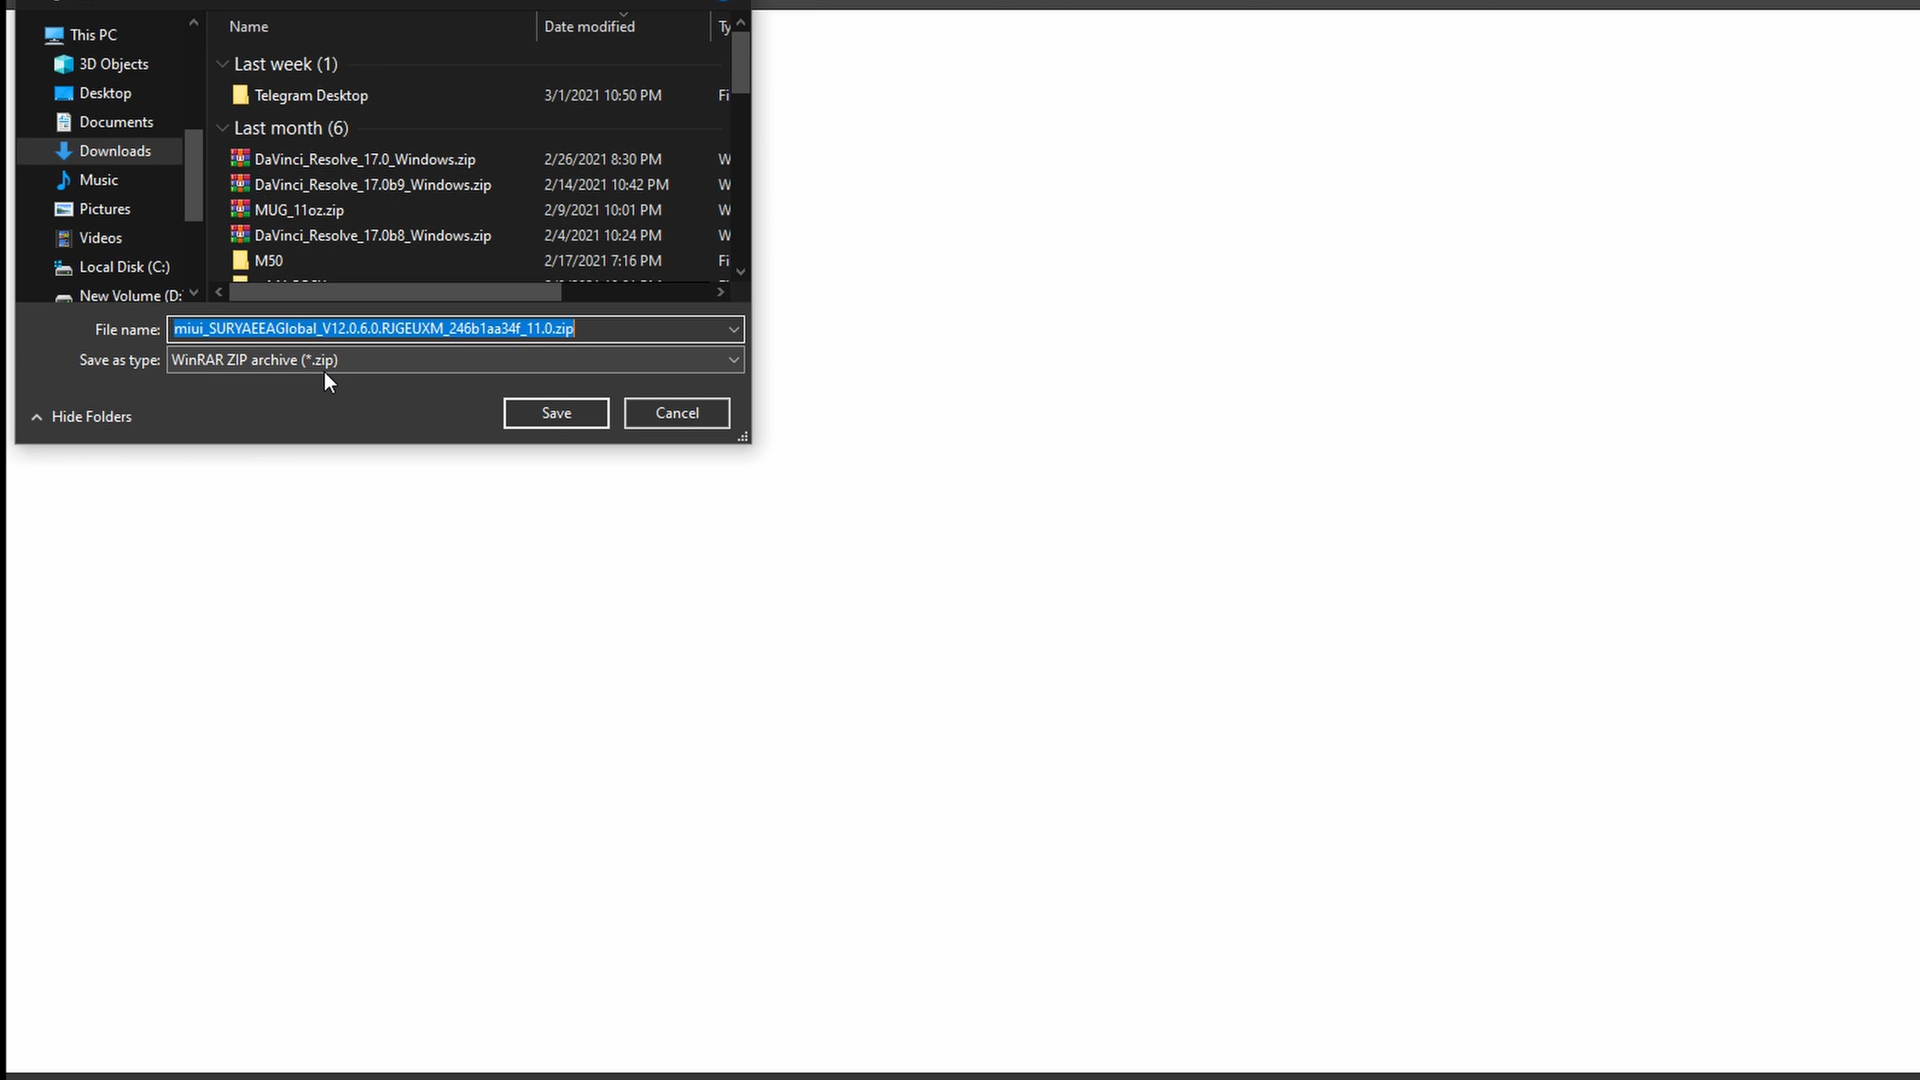 This PC
3D Objects
Desktop
Documents
Downloads
Music
Pictures
Videos
Local Disk (C:)
New Volume (D:
Name Date modified Ty
Last week (1)
Telegram Desktop 3/1/2021 10:50 PM Fi
Last month (6)
DaVinci_Resolve_17.0_Windows.zip 2/26/2021 8:30 PM W
DaVinci_Resolve_17.0b9_Windows.zip 2/14/2021 10:42 PM W
MUG_11oz.zip 2/9/2021 10:01 PM W
DaVinci_Resolve_17.0b8_Windows.zip 2/4/2021 10:24 PM W
M50 2/17/2021 7:16 PM Fi
File name: miui_SURYAEEAGlobal_V12.0.6.0.RJGEUXM_246b1aa34f_11.0.zip
Save as type: WinRAR ZIP archive (*.zip)
Hide Folders
Save
Cancel